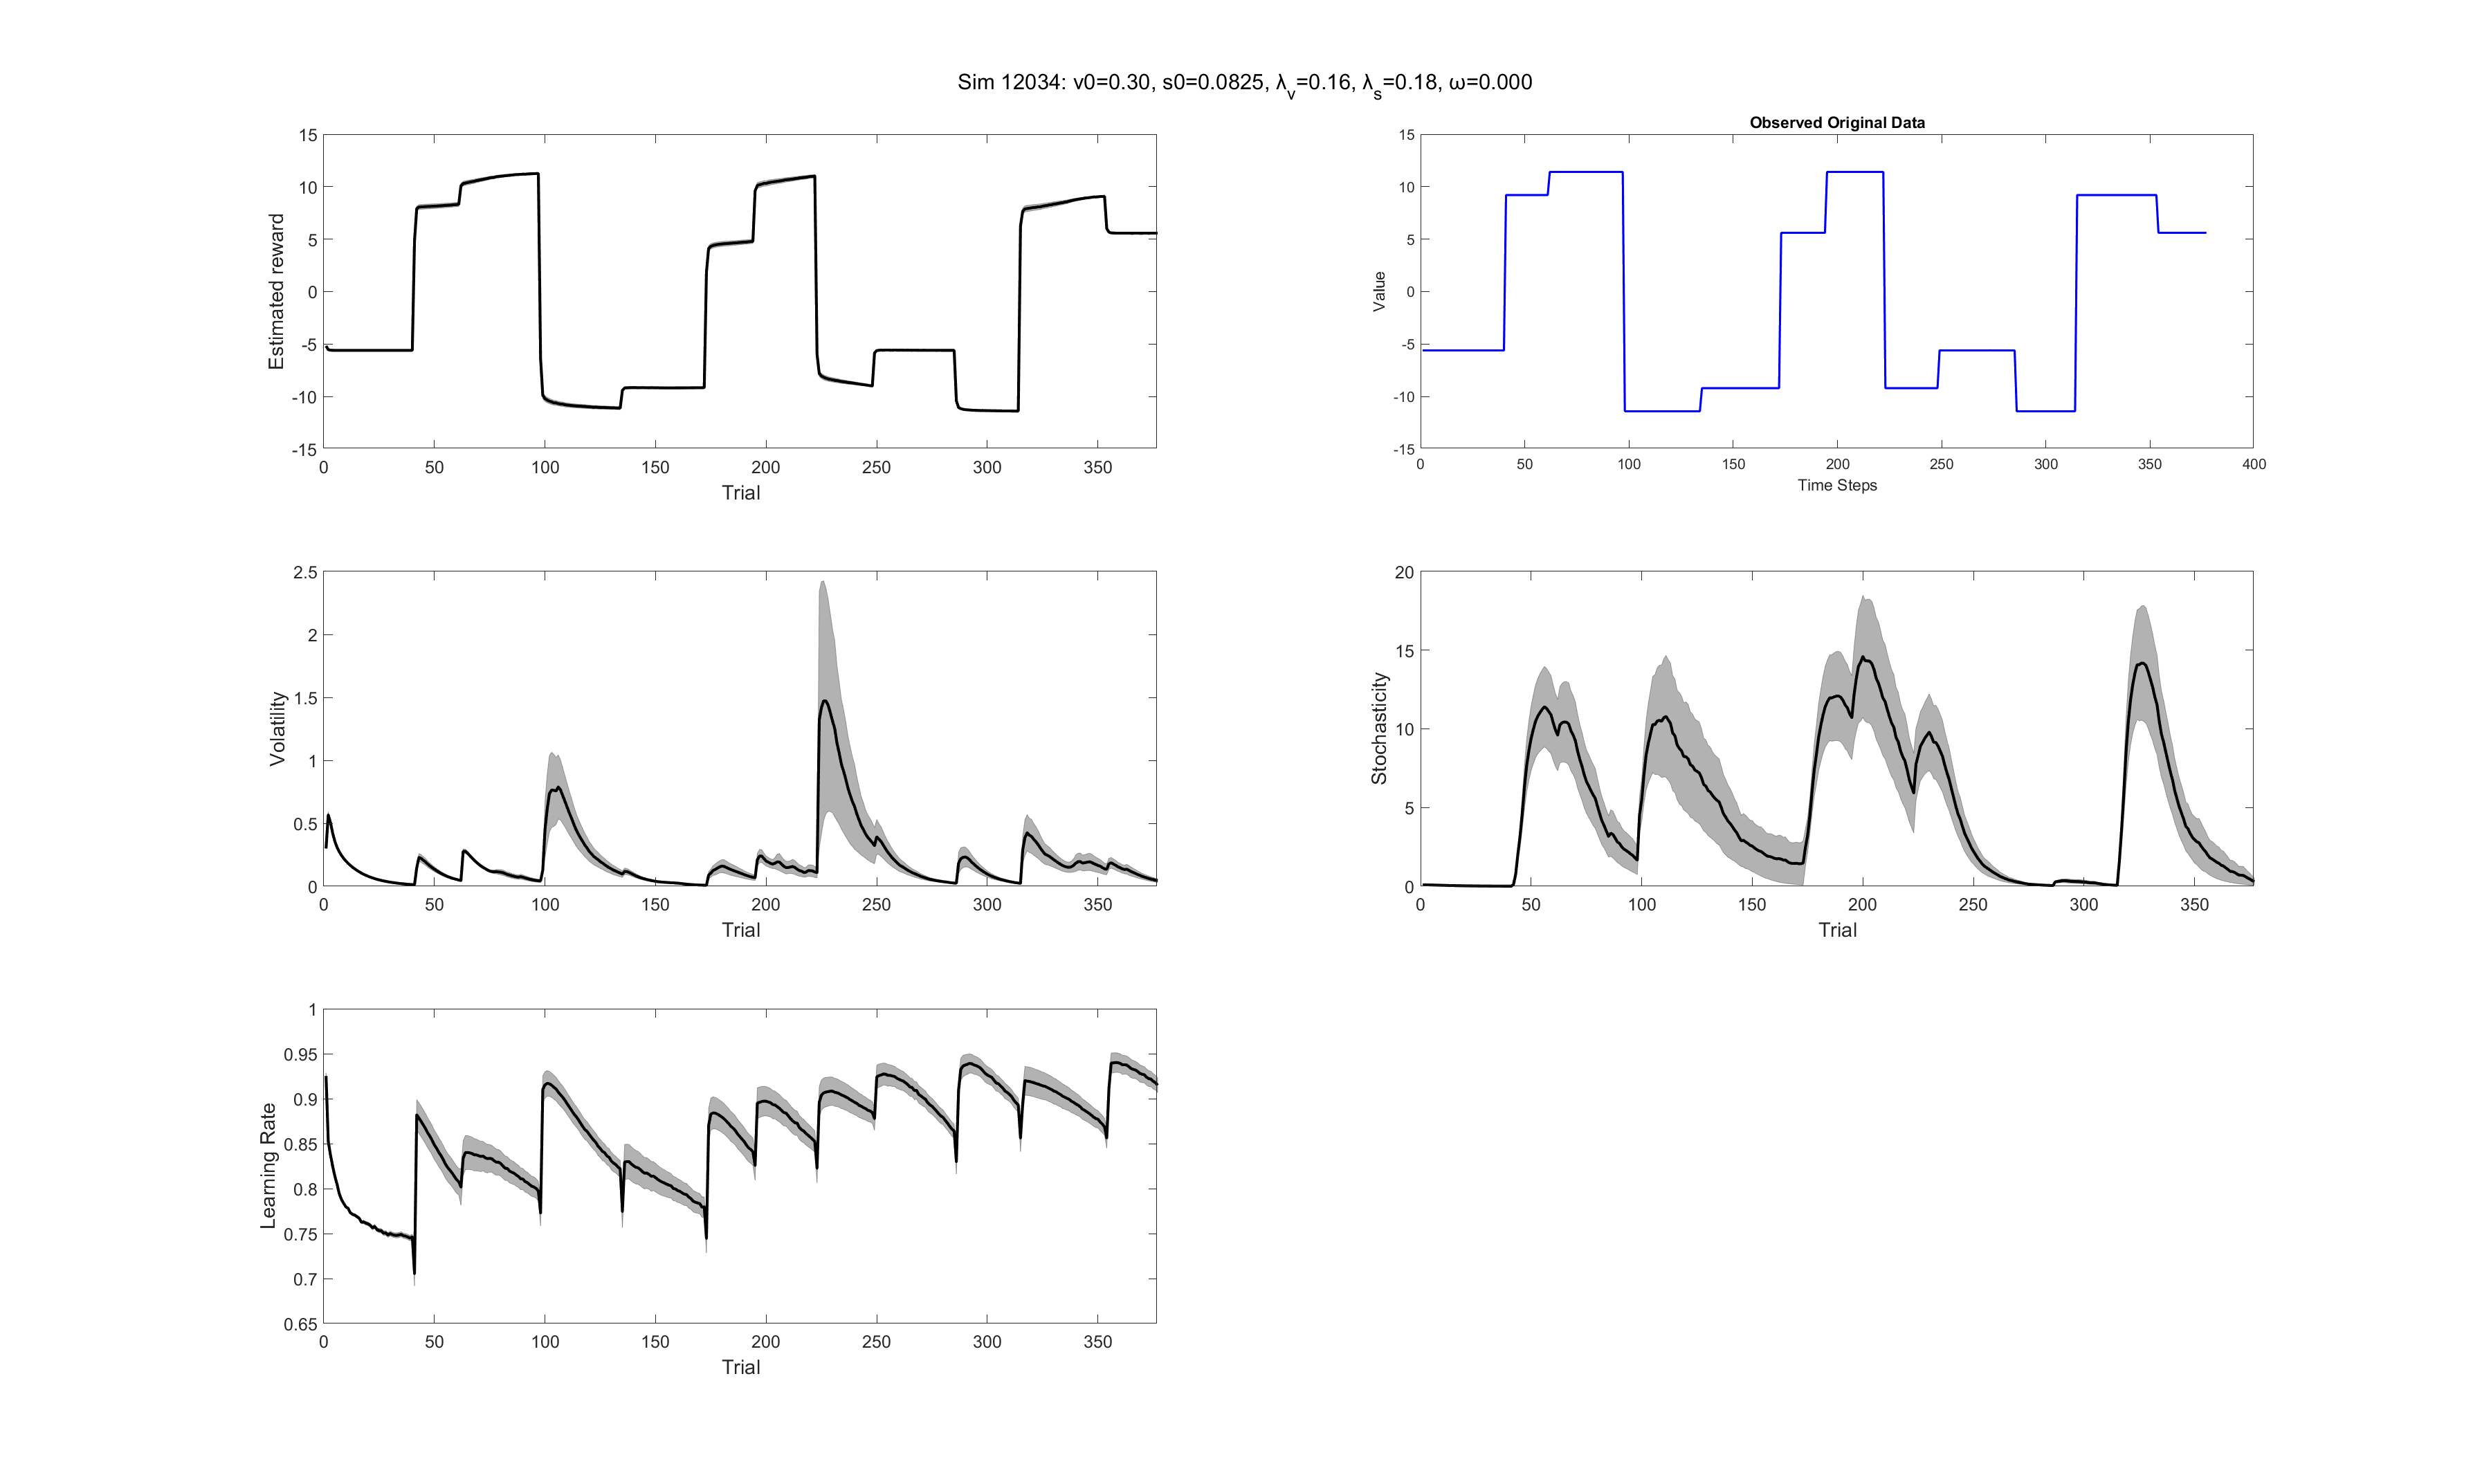 Sim 12034: v0=0.30, s0=0.0825, λv=0.16, λs=0.18, ω=0.000
15
10
5
0
-5
-10
-15
Estimated reward
0 50 100 150 200 250 300 350
Trial
Observed Original Data
15
10
5
0
-5
-10
-15
Value
0 50 100 150 200 250 300 350 400
Time Steps
2.5
2
1.5
1
0.5
0
Volatility
0 50 100 150 200 250 300 350
Trial
20
15
10
5
0
Stochasticity
0 50 100 150 200 250 300 350
Trial
1
0.95
0.9
0.85
0.8
0.75
0.7
0.65
Learning Rate
0 50 100 150 200 250 300 350
Trial